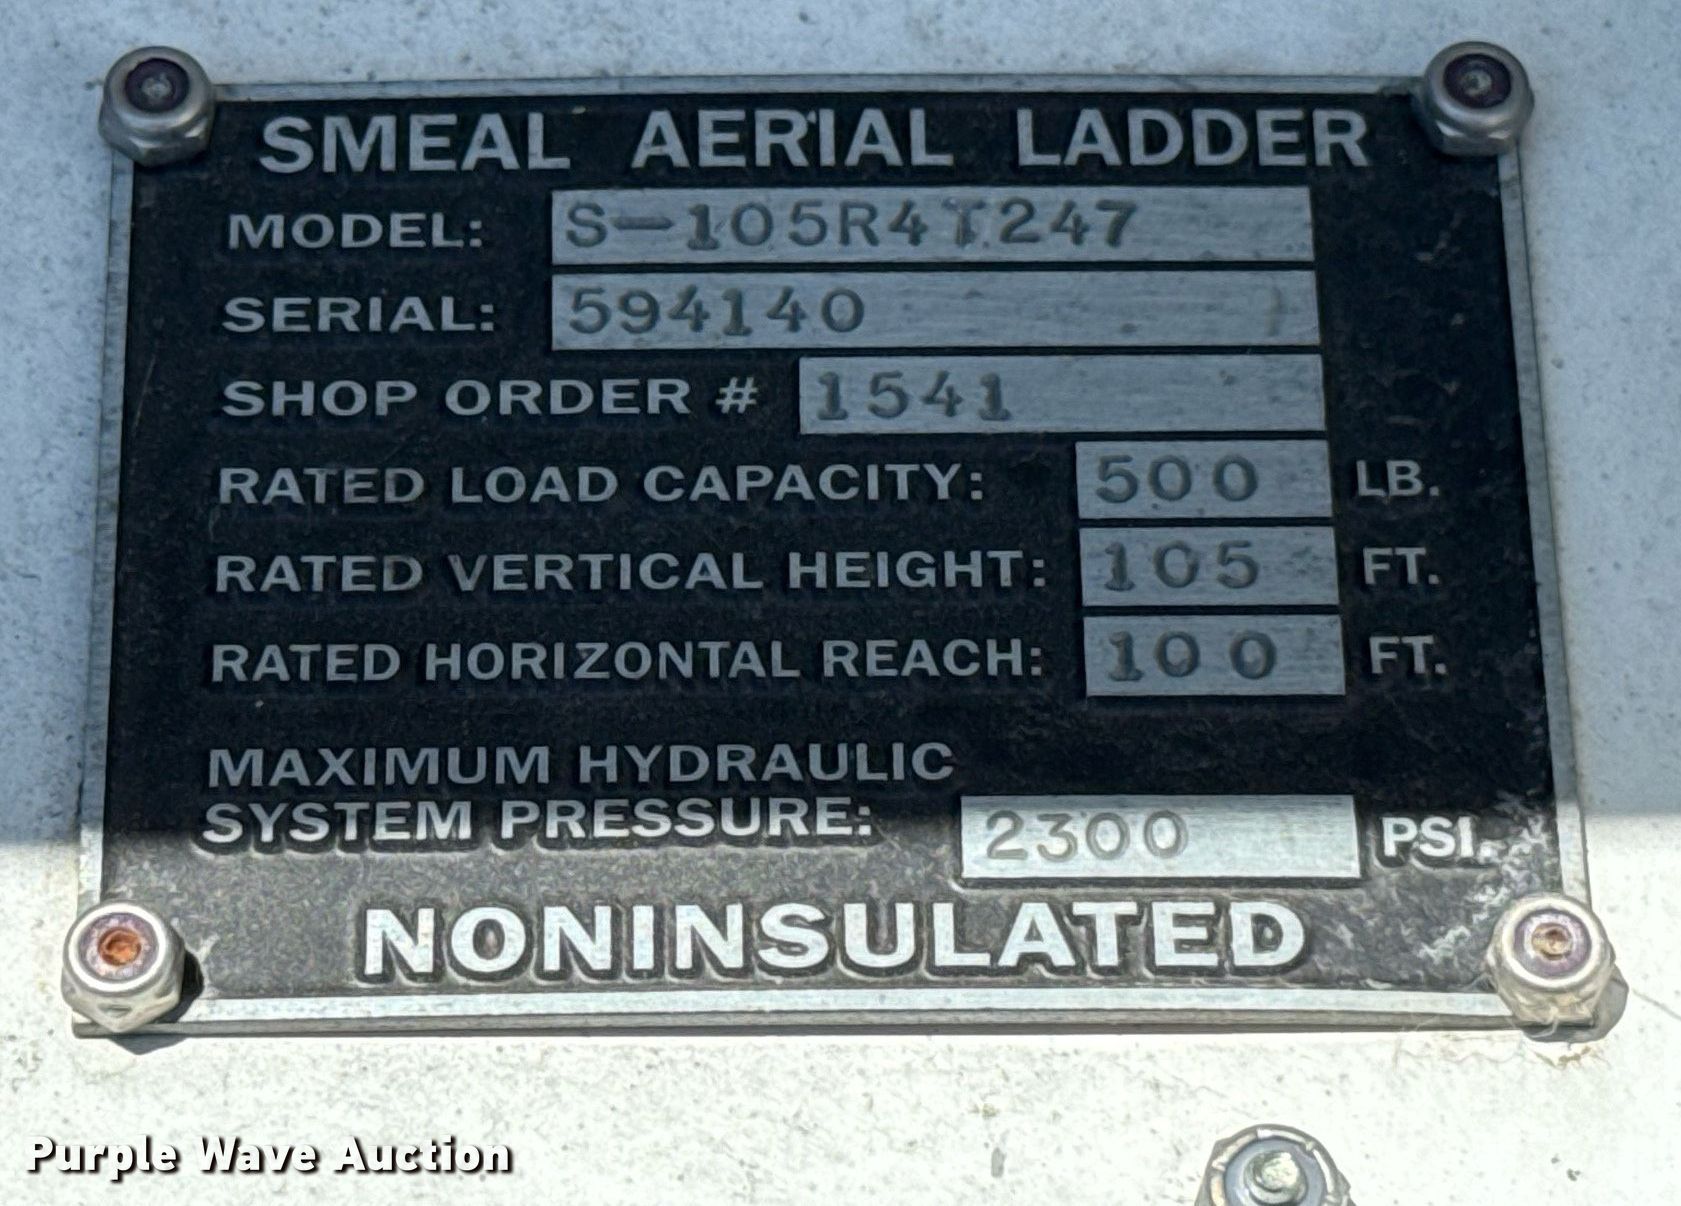 SMEAL AERIAL LADDER
MODEL: S-105R4T247
SERIAL: 594140
SHOP ORDER # 1541
RATED LOAD CAPACITY: 500 LB.
RATED VERTICAL HEIGHT: 105 FT.
RATED HORIZONTAL REACH: 100 FT.
MAXIMUM HYDRAULIC
SYSTEM PRESSURE: 2300 PSI.
NONINSULATED
Purple Wave Auction